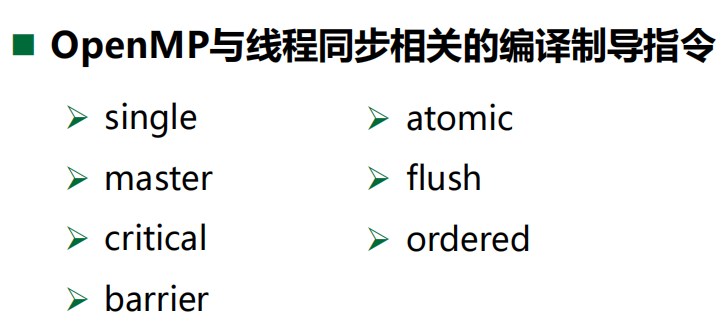 OpenMP与线程同步相关的编译制导指令
single
master
critical
barrier
atomic
flush
ordered